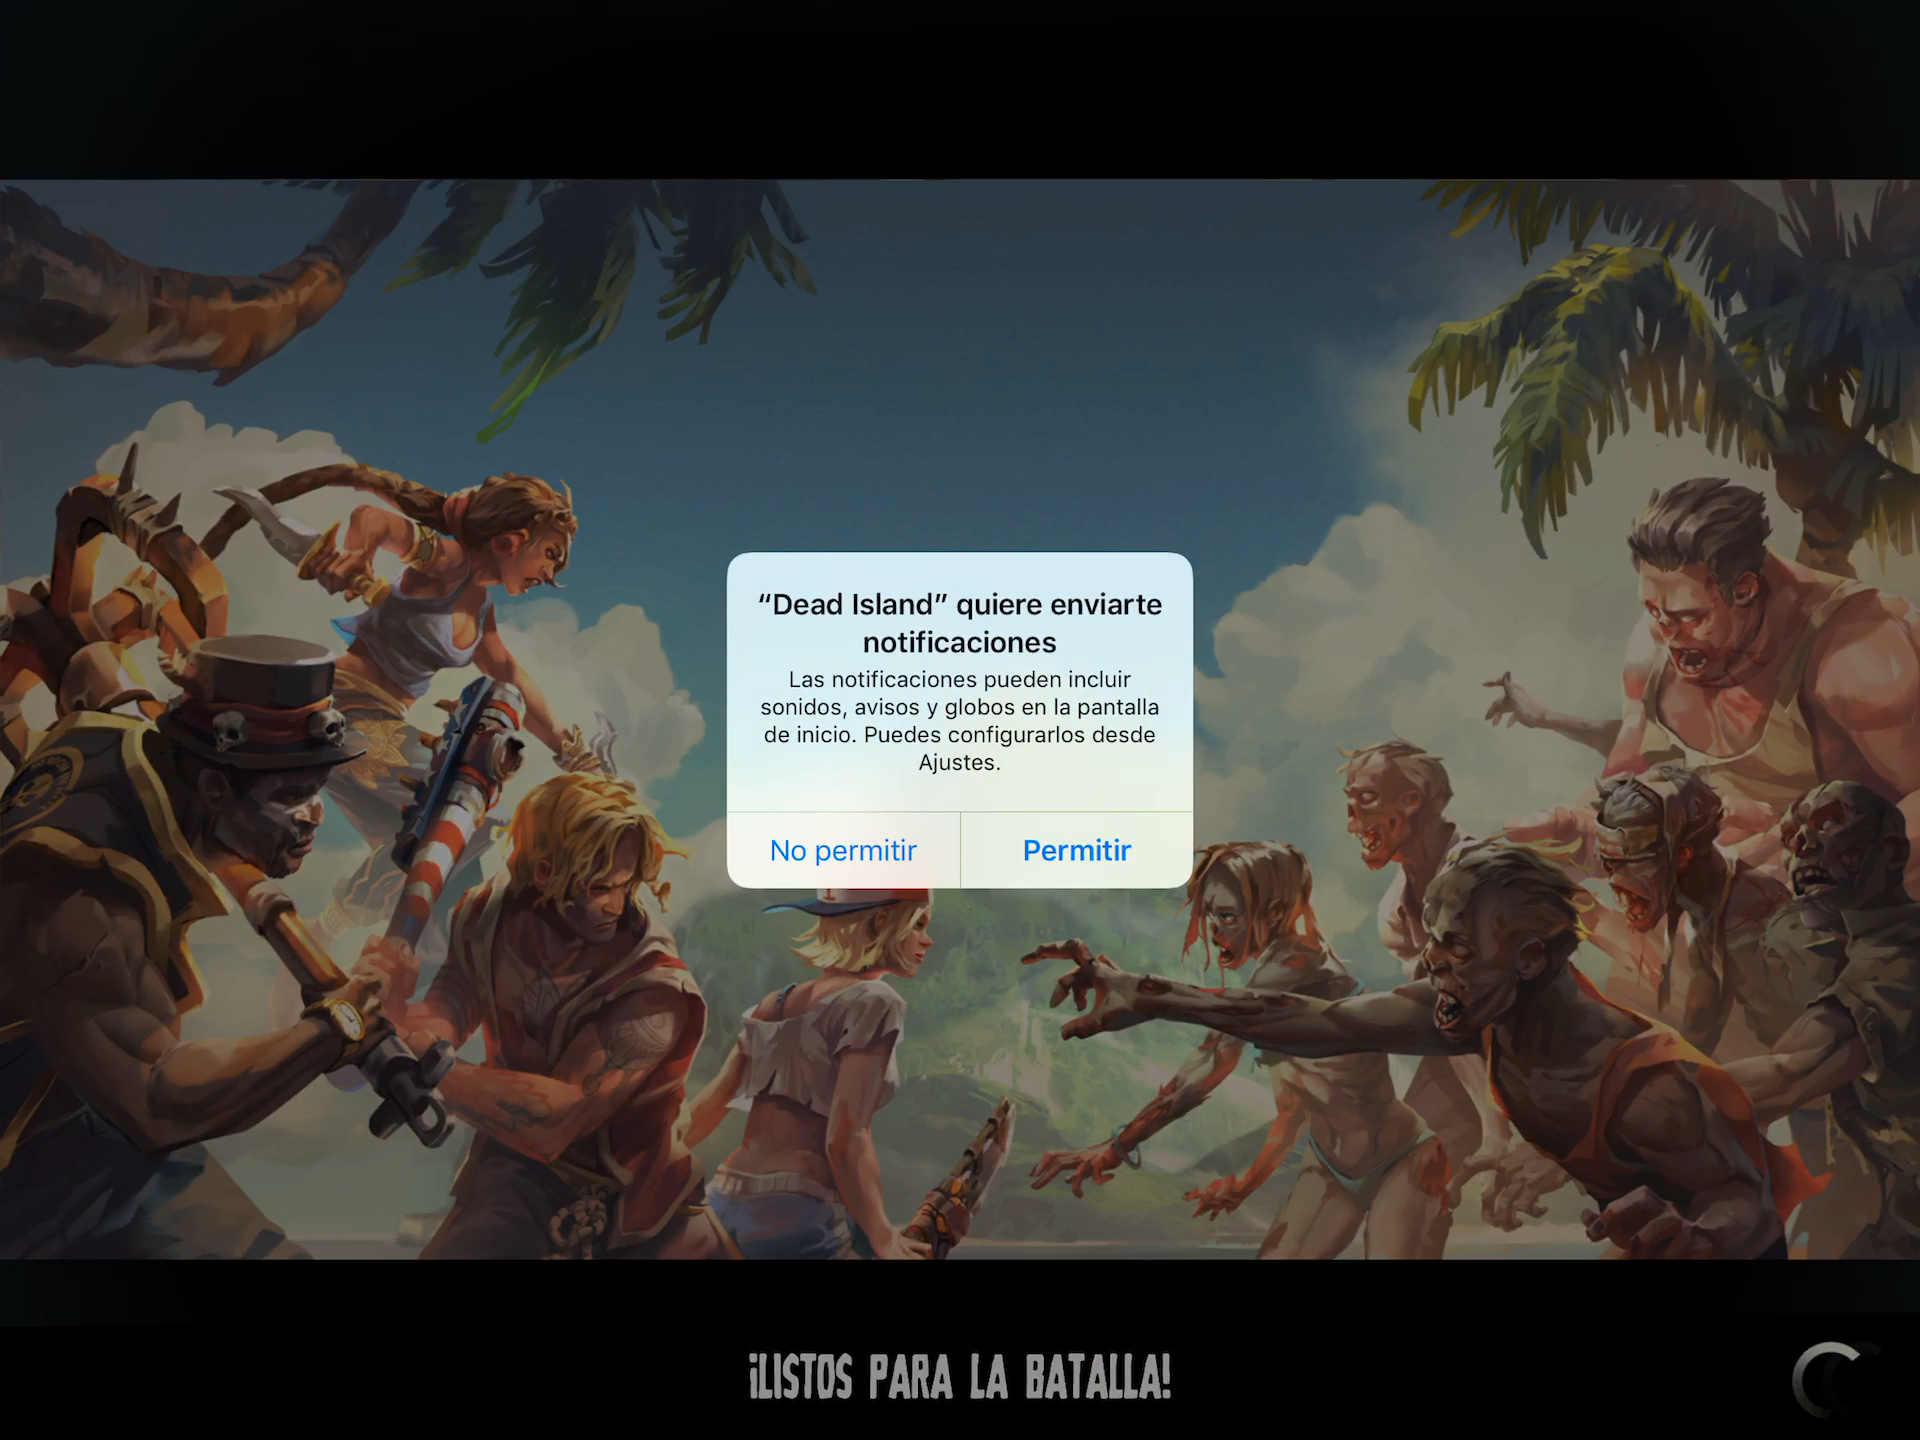 “Dead Island” quiere enviarte
notificaciones
Las notificaciones pueden incluir
sonidos, avisos y globos en la pantalla
de inicio. Puedes configurarlos desde
Ajustes.
No permitir
Permitir
¡LISTOS PARA LA BATALLA!